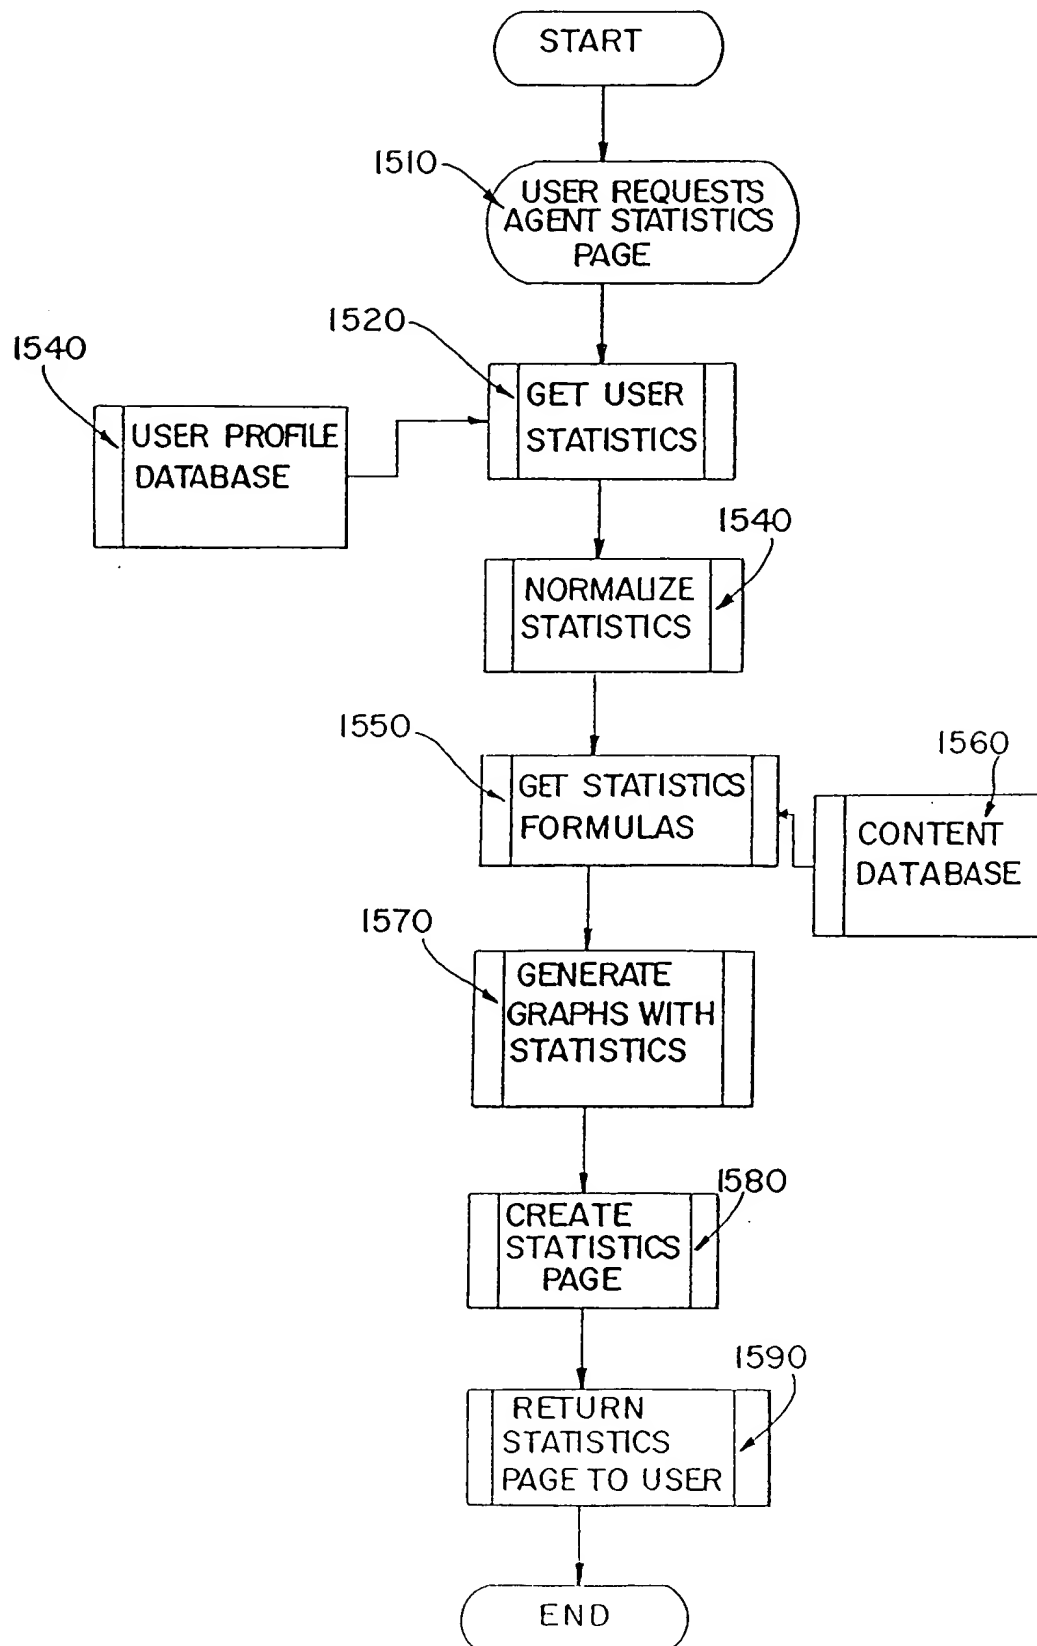 START
1510
USER REQUESTS
AGENT STATISTICS
PAGE
1520
GET USER
STATISTICS
1540
USER PROFILE
DATABASE
1540
NORMALIZE
STATISTICS
1550
GET STATISTICS
FORMULAS
1560
CONTENT
DATABASE
1570
GENERATE
GRAPHS WITH
STATISTICS
1580
CREATE
STATISTICS
PAGE
1590
RETURN
STATISTICS
PAGE TO USER
END